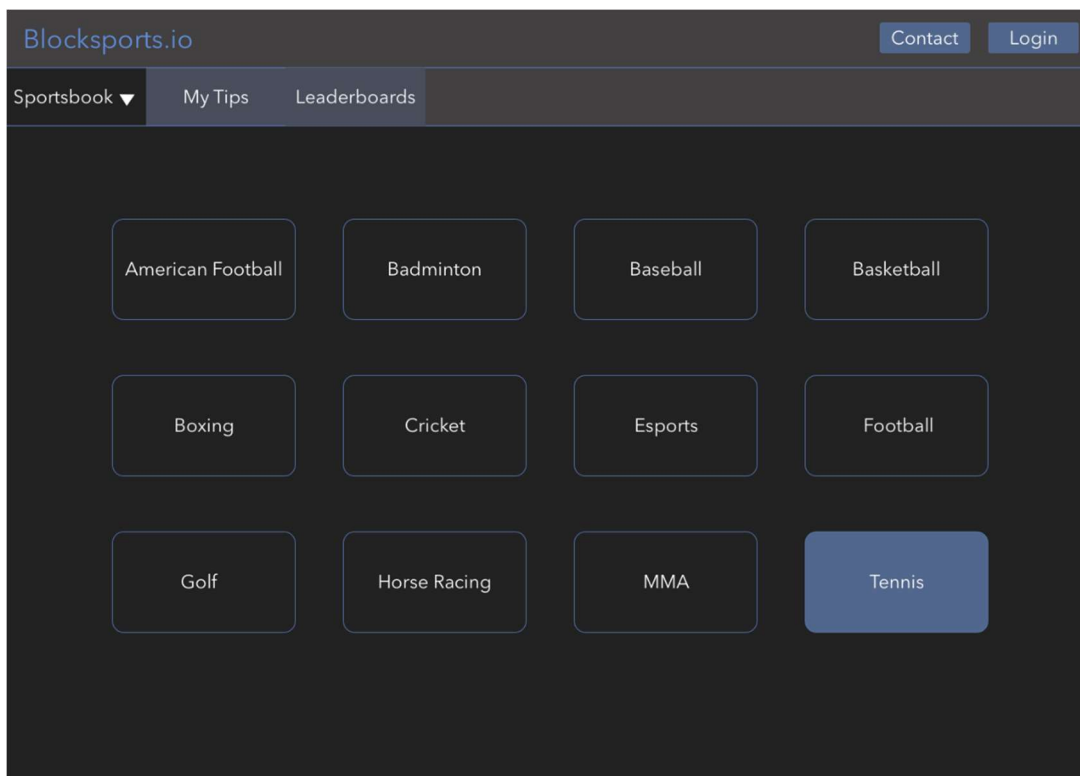 Blocksports.io
Contact Login
Sportsbook My Tips Leaderboards
American Football Badminton Baseball Basketball
Boxing Cricket Esports Football
Golf Horse Racing MMA Tennis